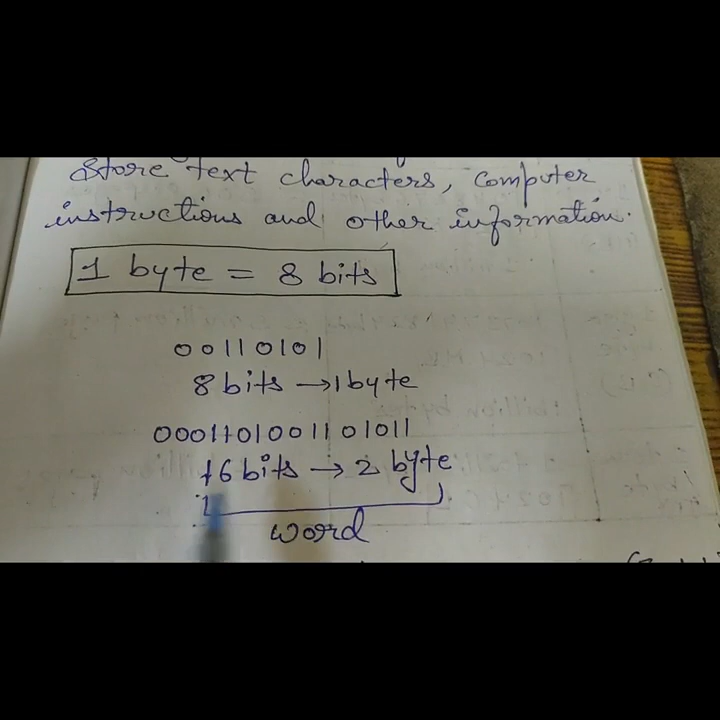 store text characters, computer
instructions and other information.
1 byte = 8 bits
00110101
8 bits → 1 byte
0001101001101011
16 bits → 2 byte
word